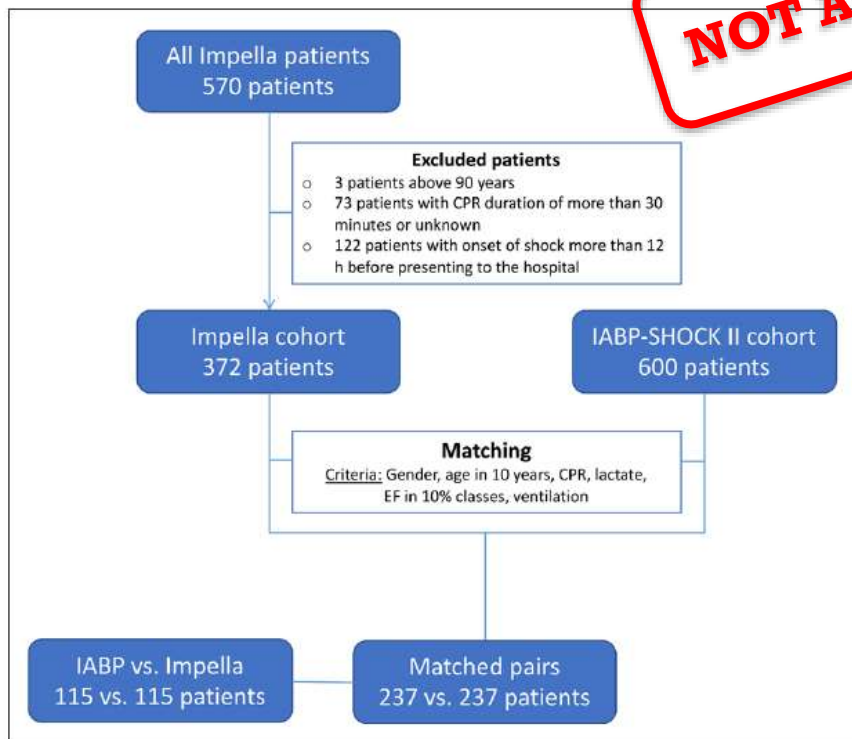 NOT A
All Impella patients
570 patients
Excluded patients
o 3 patients above 90 years
o 73 patients with CPR duration of more than 30
minutes or unknown
o 122 patients with onset of shock more than 12
h before presenting to the hospital
Impella cohort
372 patients
IABP-SHOCK II cohort
600 patients
Matching
Criteria: Gender, age in 10 years, CPR, lactate,
EF in 10% classes, ventilation
IABP vs. Impella
115 vs. 115 patients
Matched pairs
237 vs. 237 patients